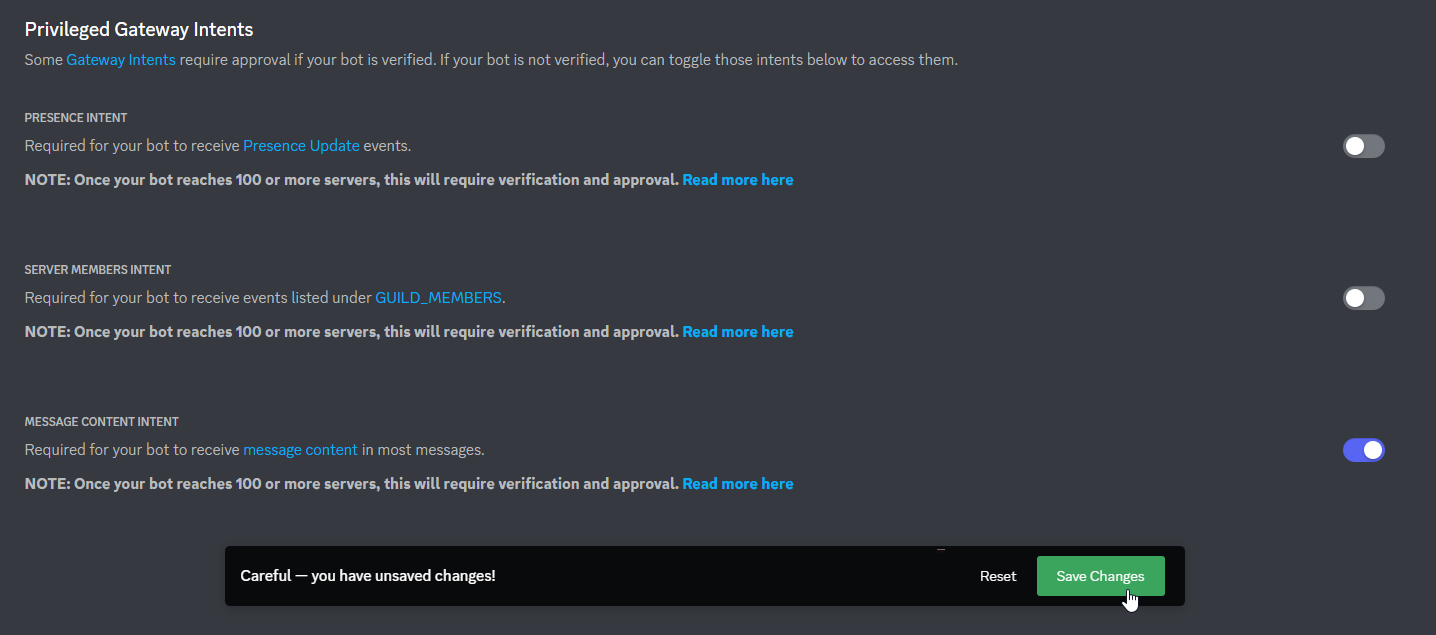 Privileged Gateway Intents
Some Gateway Intents require approval if your bot is verified. If your bot is not verified, you can toggle those intents below to access them.
PRESENCE INTENT
Required for your bot to receive Presence Update events.
NOTE: Once your bot reaches 100 or more servers, this will require verification and approval. Read more here
SERVER MEMBERS INTENT
Required for your bot to receive events listed under GUILD_MEMBERS.
NOTE: Once your bot reaches 100 or more servers, this will require verification and approval. Read more here
MESSAGE CONTENT INTENT
Required for your bot to receive message content in most messages.
NOTE: Once your bot reaches 100 or more servers, this will require verification and approval. Read more here
Careful — you have unsaved changes! Reset Save Changes